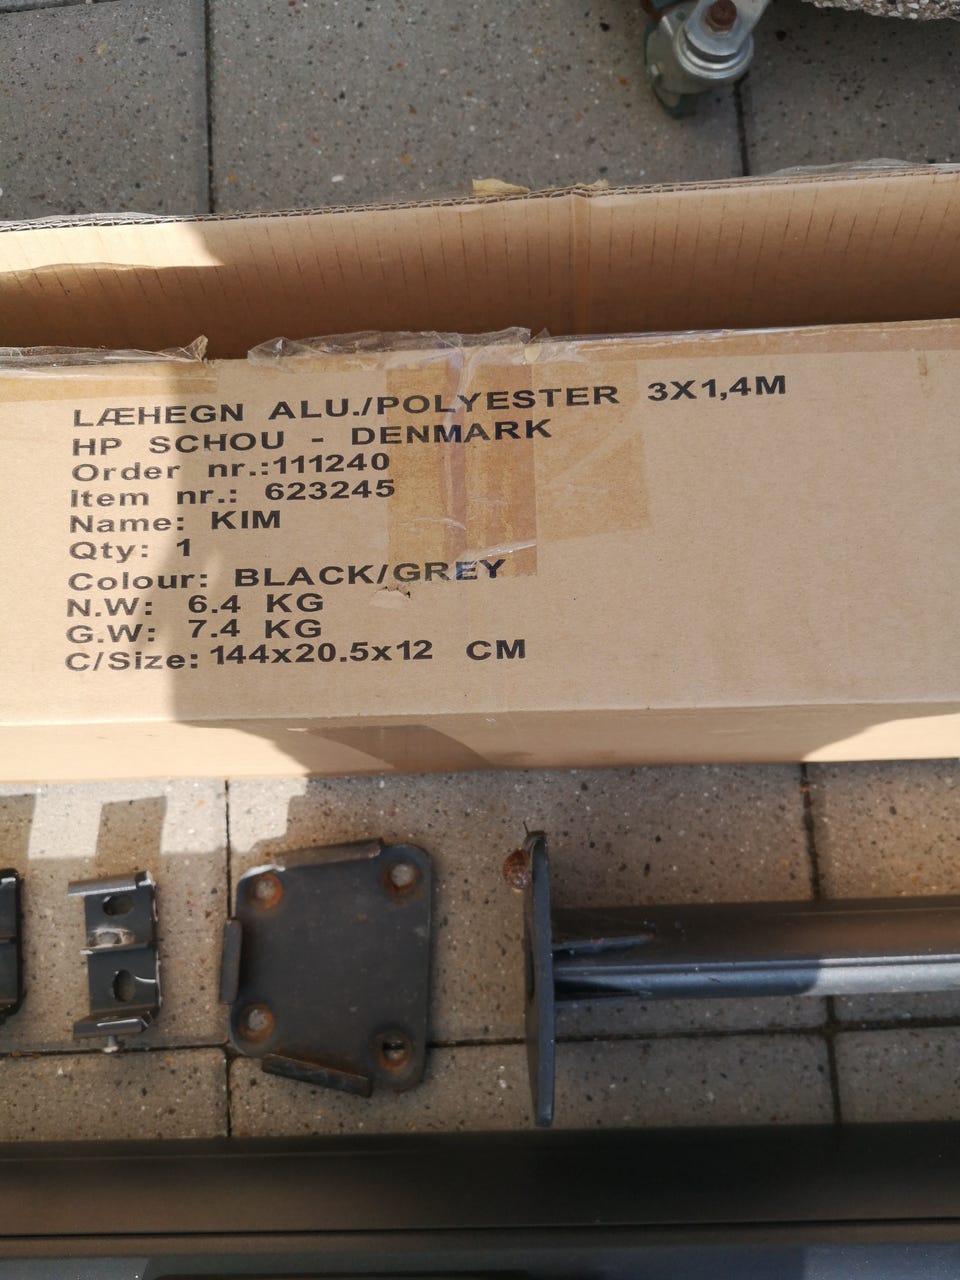 LÆHEGN ALU./POLYESTER 3X1,4M
HP SCHOU - DENMARK
Order nr.:111240
Item nr.: 623245
Name: KIM
Qty: 1
Colour: BLACK/GREY
N.W: 6.4 KG
G.W: 7.4 KG
C/Size: 144x20.5x12 CM